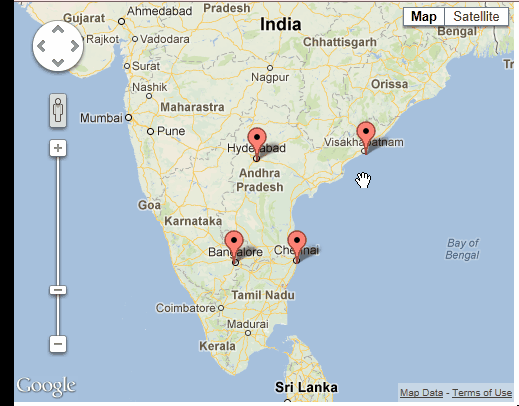 Gujarat
Ahmedabad
Pradesh
India
Map
Satellite
Rajkot
Vadodara
Chhattisgarh
Bengal
Surat
Nagpur
Orissa
Nashik
Maharastra
Mumbai
Pune
Hyderabad
Visakhapatnam
Andhra
Pradesh
Goa
Karnataka
Bay of
Bengal
Bangalore
Chennai
Tamil Nadu
Coimbatore
Madurai
Kerala
Google
Sri Lanka
Map Data - Terms of Use